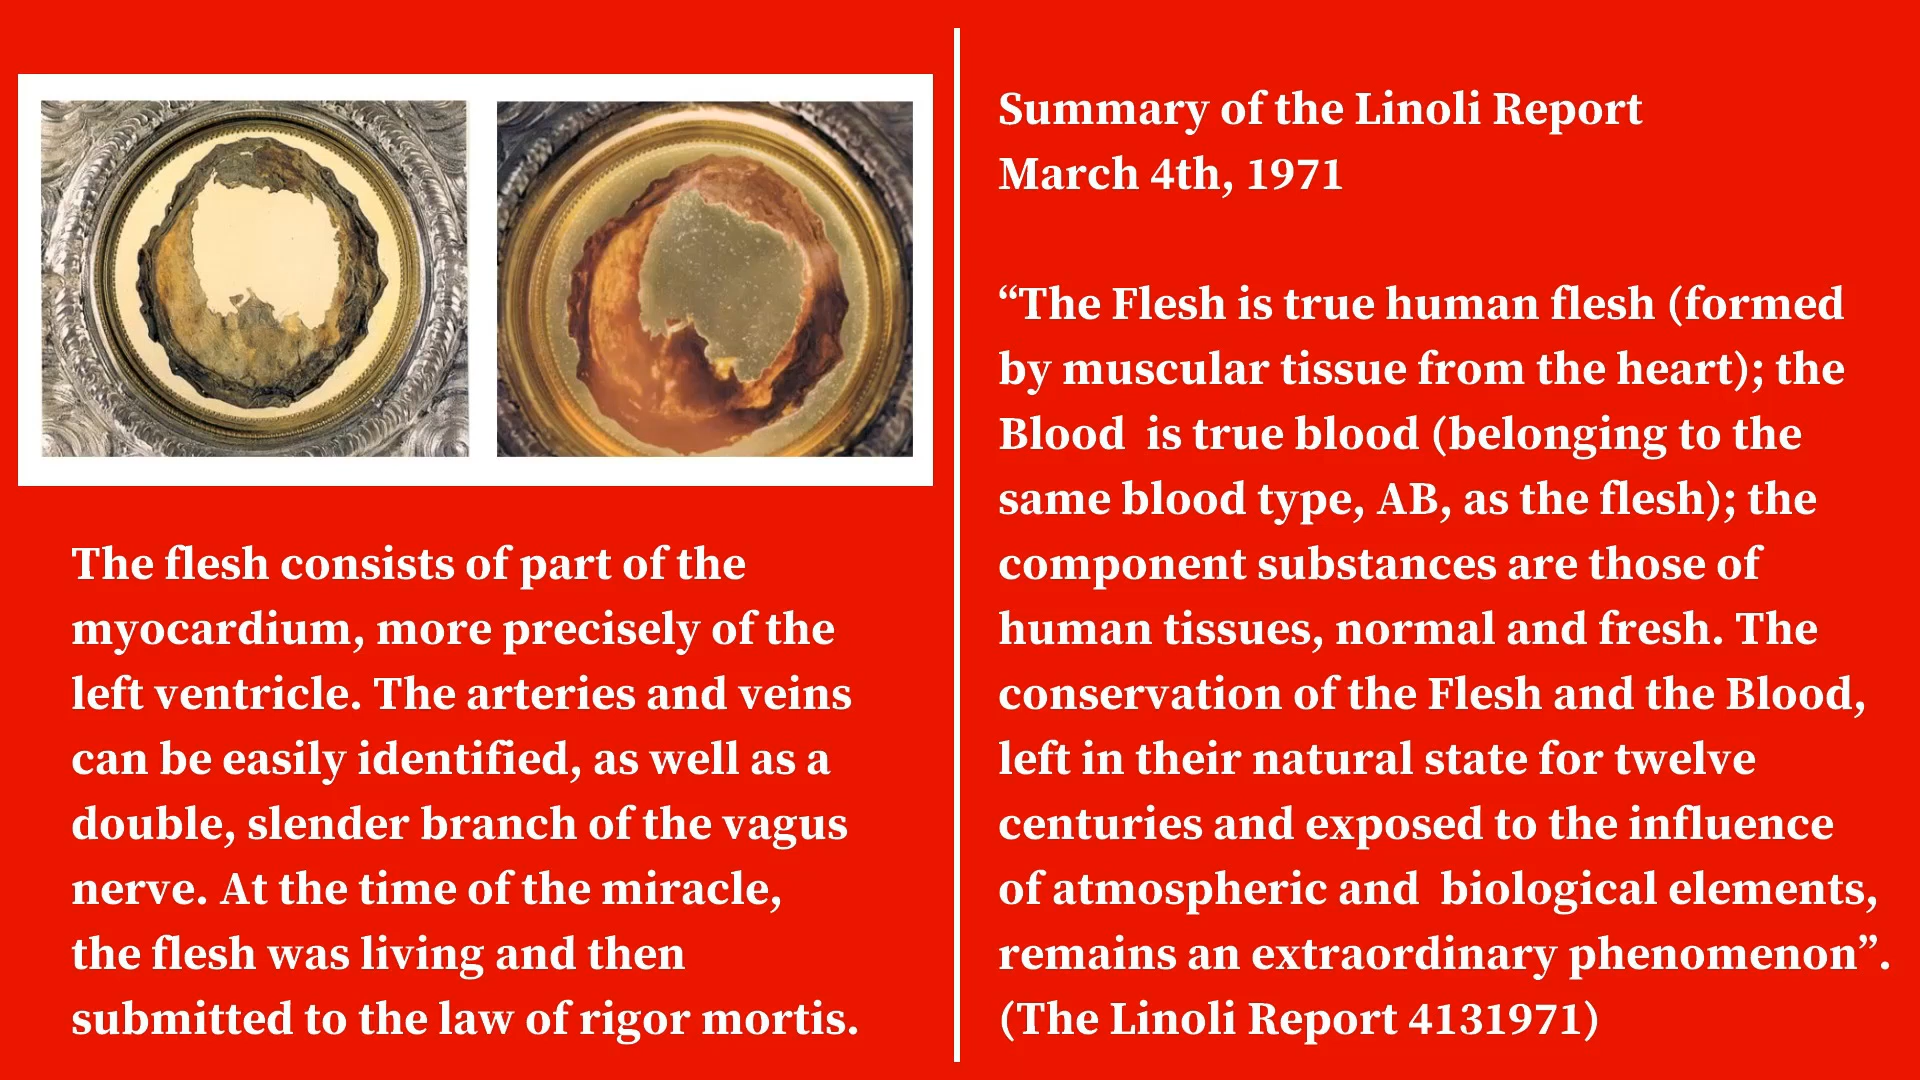 The flesh consists of part of the
myocardium, more precisely of the
left ventricle. The arteries and veins
can be easily identified, as well as a
double, slender branch of the vagus
nerve. At the time of the miracle,
the flesh was living and then
submitted to the law of rigor mortis.
Summary of the Linoli Report
March 4th, 1971
“The Flesh is true human flesh (formed
by muscular tissue from the heart); the
Blood  is true blood (belonging to the
same blood type, AB, as the flesh); the
component substances are those of
human tissues, normal and fresh. The
conservation of the Flesh and the Blood,
left in their natural state for twelve
centuries and exposed to the influence
of atmospheric and  biological elements,
remains an extraordinary phenomenon”.
(The Linoli Report 4131971)